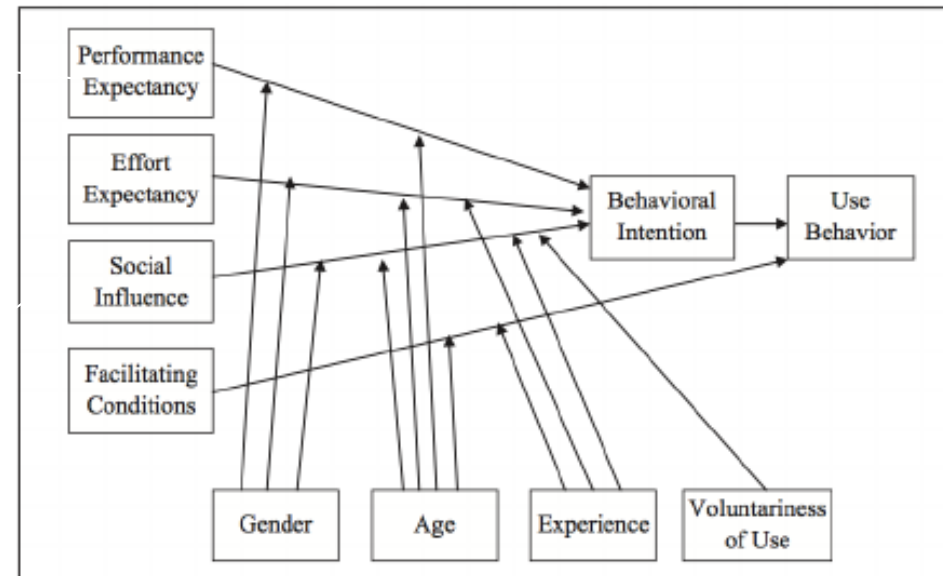 Performance
Expectancy
Effort
Expectancy
Behavioral
Intention
Use
Behavior
Social
Influence
Facilitating
Conditions
Gender
Age
Experience
Voluntariness
of Use